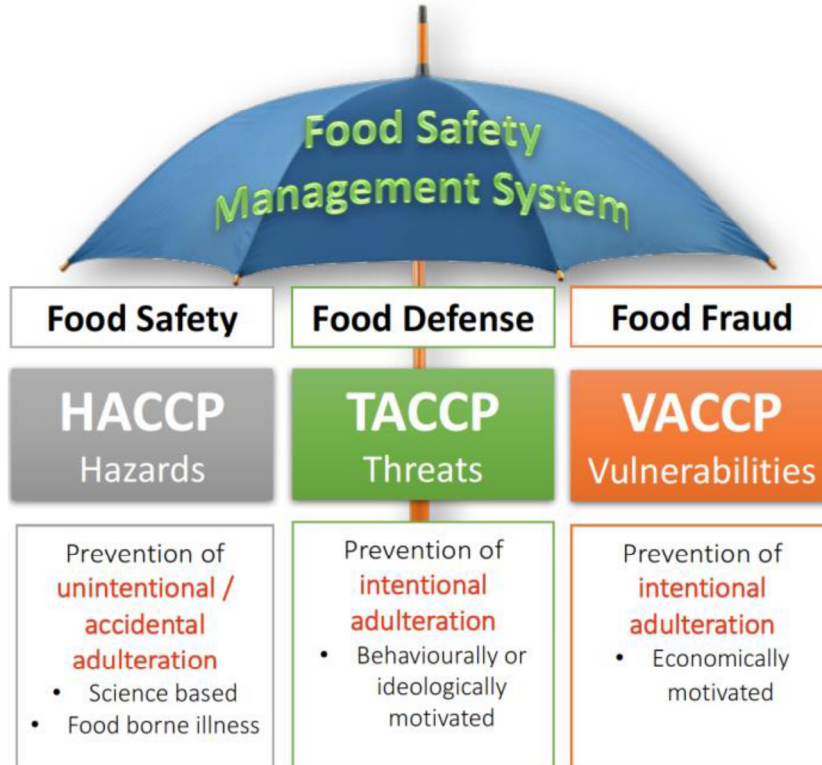 Food Safety
Management System
Food Safety
HACCP
Hazards
Prevention of
unintentional /
accidental
adulteration
• Science based
• Food borne illness
Food Defense
TACCP
Threats
Prevention of
intentional
adulteration
• Behaviourally or
ideologically
motivated
Food Fraud
VACCP
Vulnerabilities
Prevention of
intentional
adulteration
• Economically
motivated